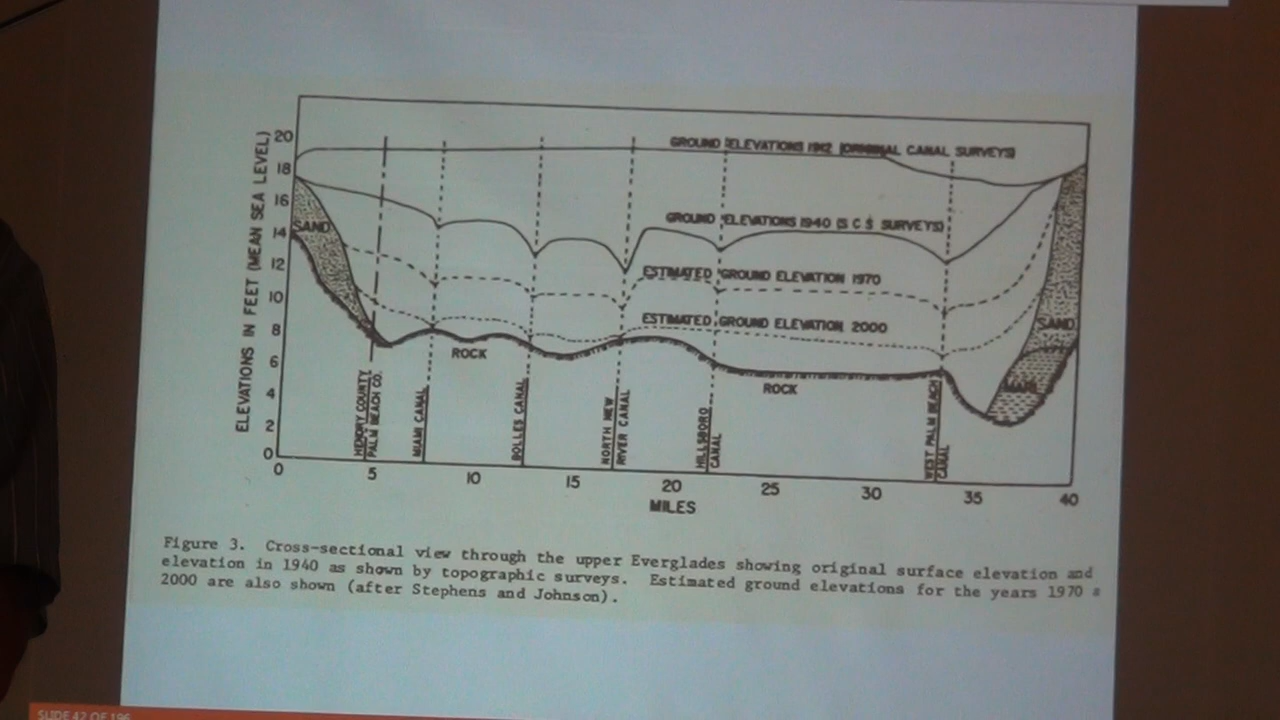 ELEVATIONS IN FEET (MEAN SEA LEVEL)
20
18
16
14
12
10
8
6
4
2
0
GROUND ELEVATIONS 1912 (ORIGINAL CANAL SURVEYS)
GROUND ELEVATIONS 1940 (S C S SURVEYS)
ESTIMATED GROUND ELEVATION 1970
ESTIMATED GROUND ELEVATION 2000
SAND
ROCK
ROCK
SAND
MARL
HENDRY COUNTY
PALM BEACH CO.
MIAMI CANAL
BOLLES CANAL
NORTH NEW
RIVER CANAL
HILLSBORO
CANAL
WEST PALM BEACH
CANAL
0 5 10 15 20 25 30 35 40
MILES
Figure 3. Cross-sectional view through the upper Everglades showing original surface elevation and
elevation in 1940 as shown by topographic surveys. Estimated ground elevations for the years 1970
2000 are also shown (after Stephens and Johnson).
SLIDE 42 OF 196